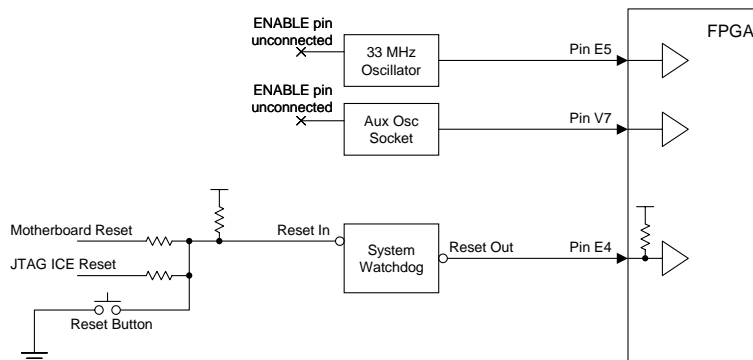 ENABLE pin
unconnected
FPGA
33 MHz
Oscillator
Pin E5
ENABLE pin
unconnected
Aux Osc
Socket
Pin V7
Motherboard Reset
Reset In
System
Watchdog
Reset Out
Pin E4
JTAG ICE Reset
Reset Button